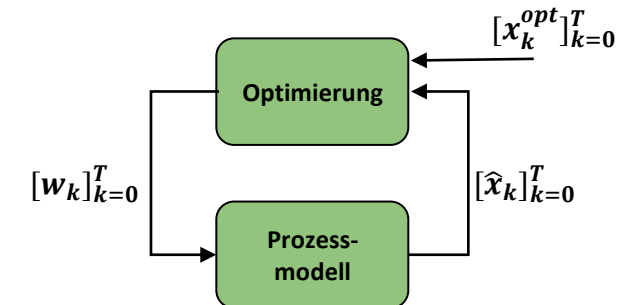 [x_k^{opt}]_{k=0}^T
Optimierung
[w_k]_{k=0}^T
[x̂_k]_{k=0}^T
Prozess-
modell